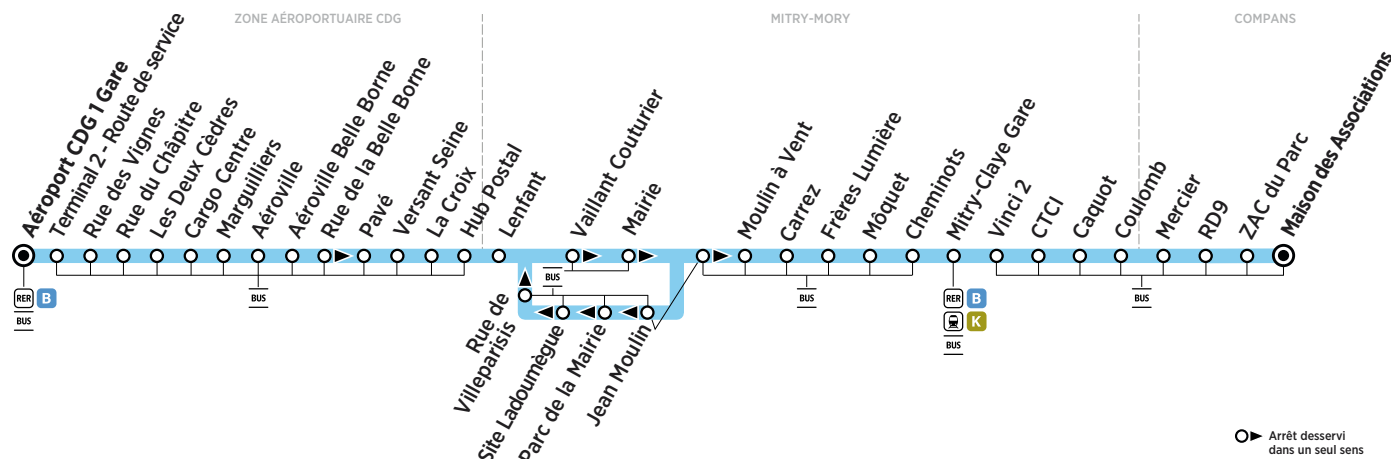 ZONE AÉROPORTUAIRE CDG
MITRY-MORY
COMPANS
Aéroport CDG 1 Gare
Terminal 2 - Route de service
Rue des Vignes
Rue du Châpitre
Les Deux Cèdres
Cargo Centre
Marguilliers
Aéroville
Aéroville Belle Borne
Rue de la Belle Borne
Pavé
Versant Seine
La Croix
Hub Postal
Lenfant
Vaillant Couturier
Mairie
Moulin à Vent
Carrez
Frères Lumière
Môquet
Cheminots
Mitry-Claye Gare
Vinci 2
CTCI
Caquot
Coulomb
Mercier
RD9
ZAC du Parc
Maison des Associations
RER B
BUS
BUS
BUS
BUS
RER B
K
BUS
BUS
Rue de
Villeparisis
Site Ladoumègue
Parc de la Mairie
Jean Moulin
Arrêt desservi
dans un seul sens